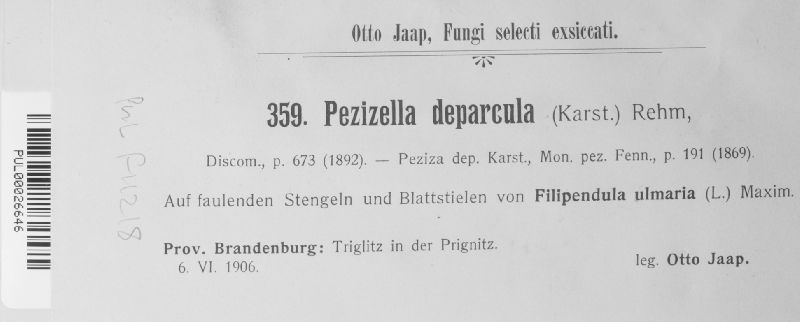 Otto Jaap, Fungi selecti exsiccati.
359. Pezizella deparcula (Karst.) Rehm,
Discom., p. 673 (1892). — Peziza dep. Karst., Mon. pez. Fenn., p. 191 (1869).
Auf faulenden Stengeln und Blattstielen von Filipendula ulmaria (L.) Maxim.
Prov. Brandenburg: Triglitz in der Prignitz.
6. VI. 1906.
leg. Otto Jaap.
PUL00026646
PUL F11218